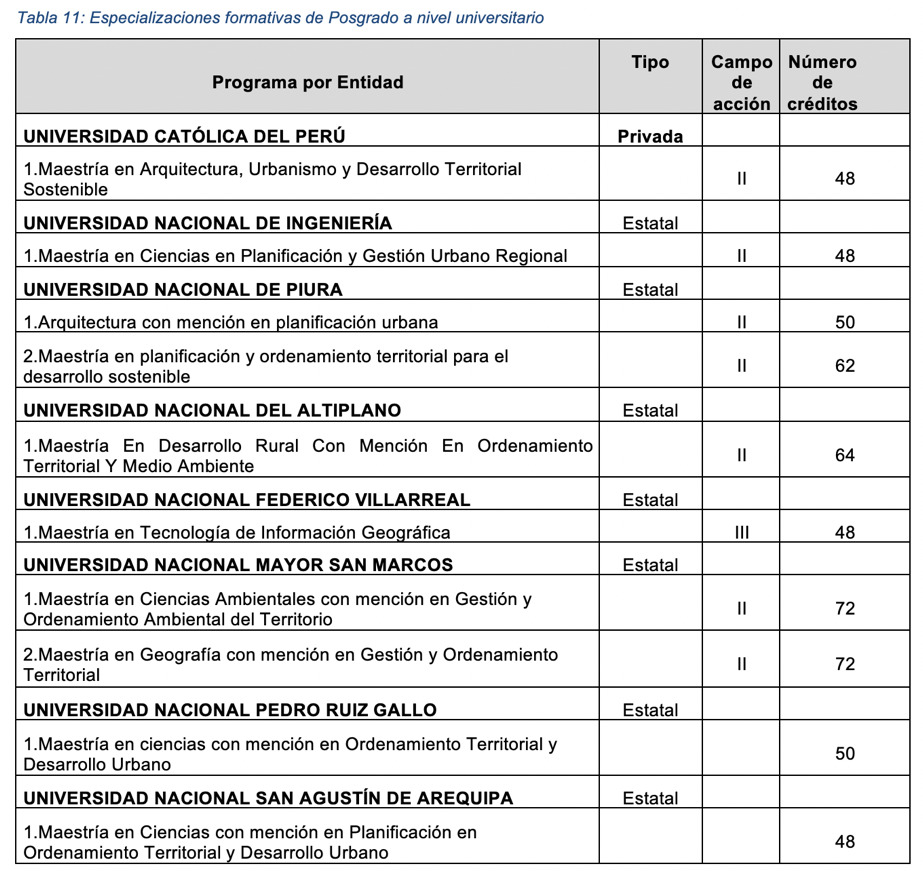 Tabla 11: Especializaciones formativas de Posgrado a nivel universitario
Programa por Entidad Tipo Campo de acción Número de créditos
UNIVERSIDAD CATÓLICA DEL PERÚ Privada
1.Maestría en Arquitectura, Urbanismo y Desarrollo Territorial
Sostenible II 48
UNIVERSIDAD NACIONAL DE INGENIERÍA Estatal
1.Maestría en Ciencias en Planificación y Gestión Urbano Regional II 48
UNIVERSIDAD NACIONAL DE PIURA Estatal
1.Arquitectura con mención en planificación urbana II 50
2.Maestría en planificación y ordenamiento territorial para el
desarrollo sostenible II 62
UNIVERSIDAD NACIONAL DEL ALTIPLANO Estatal
1.Maestría En Desarrollo Rural Con Mención En Ordenamiento
Territorial Y Medio Ambiente II 64
UNIVERSIDAD NACIONAL FEDERICO VILLARREAL Estatal
1.Maestría en Tecnología de Información Geográfica III 48
UNIVERSIDAD NACIONAL MAYOR SAN MARCOS Estatal
1.Maestría en Ciencias Ambientales con mención en Gestión y
Ordenamiento Ambiental del Territorio II 72
2.Maestría en Geografía con mención en Gestión y Ordenamiento
Territorial II 72
UNIVERSIDAD NACIONAL PEDRO RUIZ GALLO Estatal
1.Maestría en ciencias con mención en Ordenamiento Territorial y
Desarrollo Urbano 50
UNIVERSIDAD NACIONAL SAN AGUSTÍN DE AREQUIPA Estatal
1.Maestría en Ciencias con mención en Planificación en
Ordenamiento Territorial y Desarrollo Urbano 48